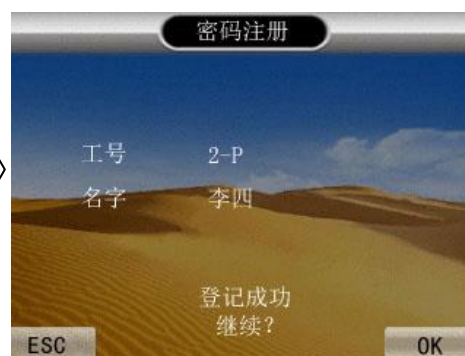 密码注册
工号 2-P
名字 李四
登记成功
继续?
ESC OK